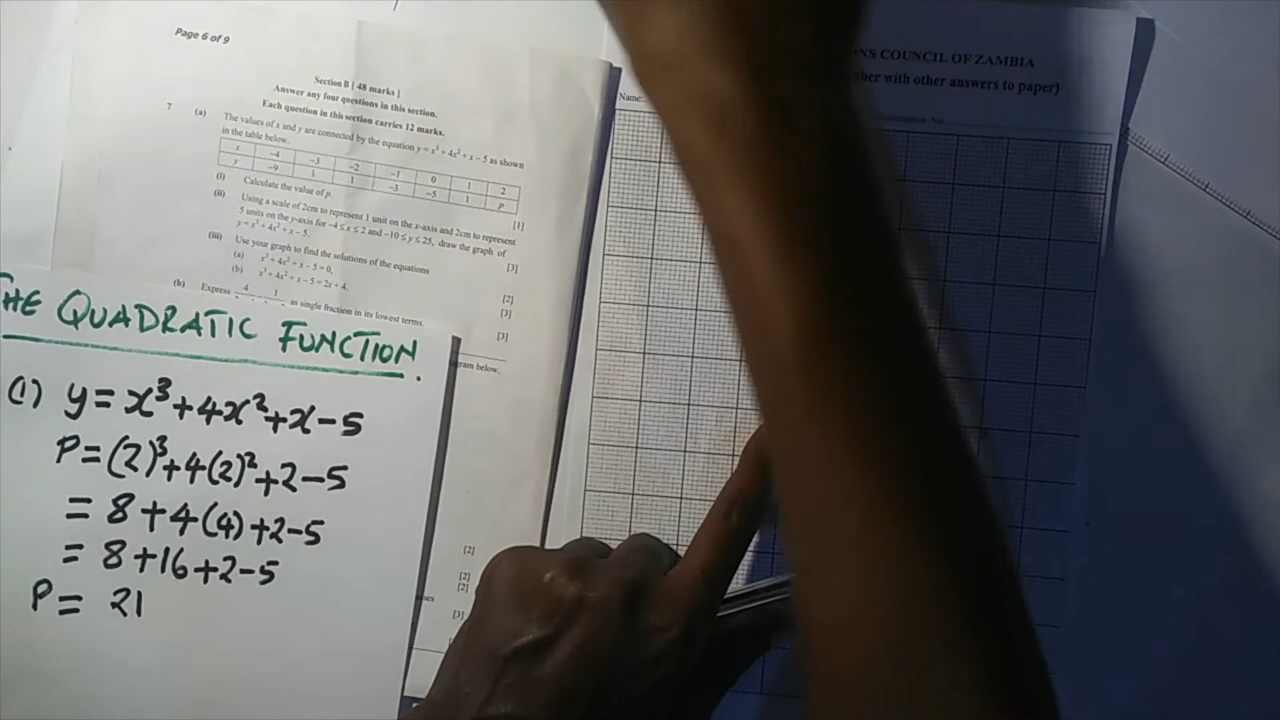 Page 6 of 9
Section B [ 48 marks ]
Answer any four questions in this section.
Each question in this section carries 12 marks.
7 (a) The values of x and y are connected by the equation y = x³ + 4x² + x − 5 as shown
in the table below.
x −4 −3 −2 −1 0 1 2
y −9 1 1 −3 −5 1 p
(i) Calculate the value of p. [1]
(ii) Using a scale of 2cm to represent 1 unit on the x-axis and 2cm to represent
5 units on the y-axis for −4 ≤ x ≤ 2 and −10 ≤ y ≤ 25, draw the graph of
y = x³ + 4x² + x − 5. [3]
(iii) Use your graph to find the solutions of the equations
(a) x³ + 4x² + x − 5 = 0, [2]
(b) x³ + 4x² + x − 5 = 2x + 4. [3]
(b) Express as single fraction in its lowest terms. [3]
gram below,
[2]
[2]
[2]
[3]
HE QUADRATIC FUNCTION.
(1) y = x³ + 4x² + x − 5
P = (2)³ + 4(2)² + 2 − 5
= 8 + 4(4) + 2 − 5
= 8 + 16 + 2 − 5
P = 21
NS COUNCIL OF ZAMBIA
her with other answers to paper)
Name: